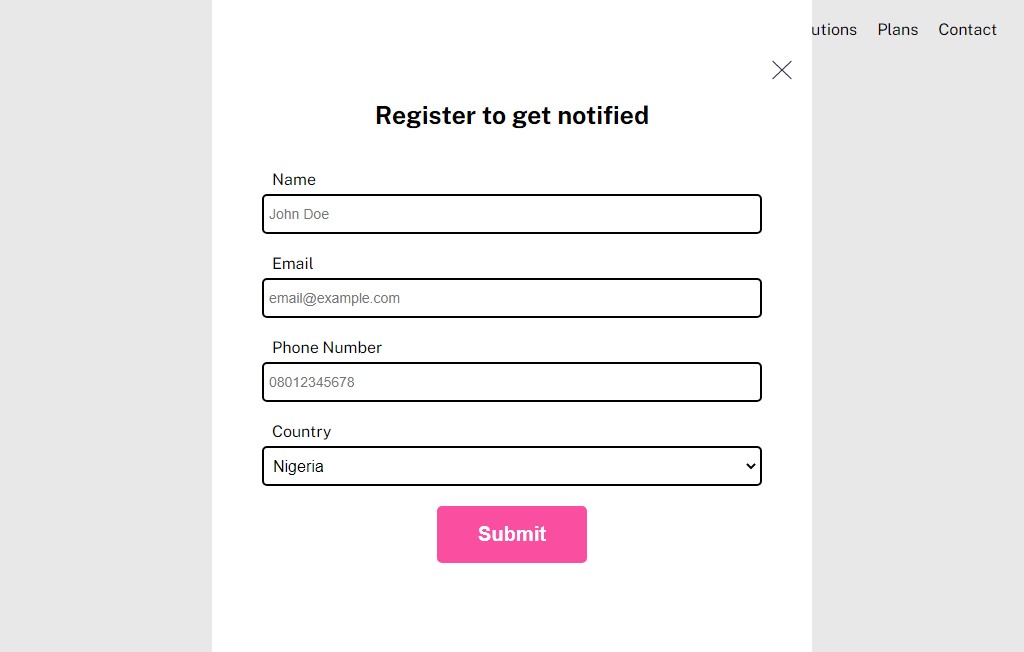 Plans Contact
Register to get notified
Name
John Doe
Email
email@example.com
Phone Number
08012345678
Country
Nigeria
Submit